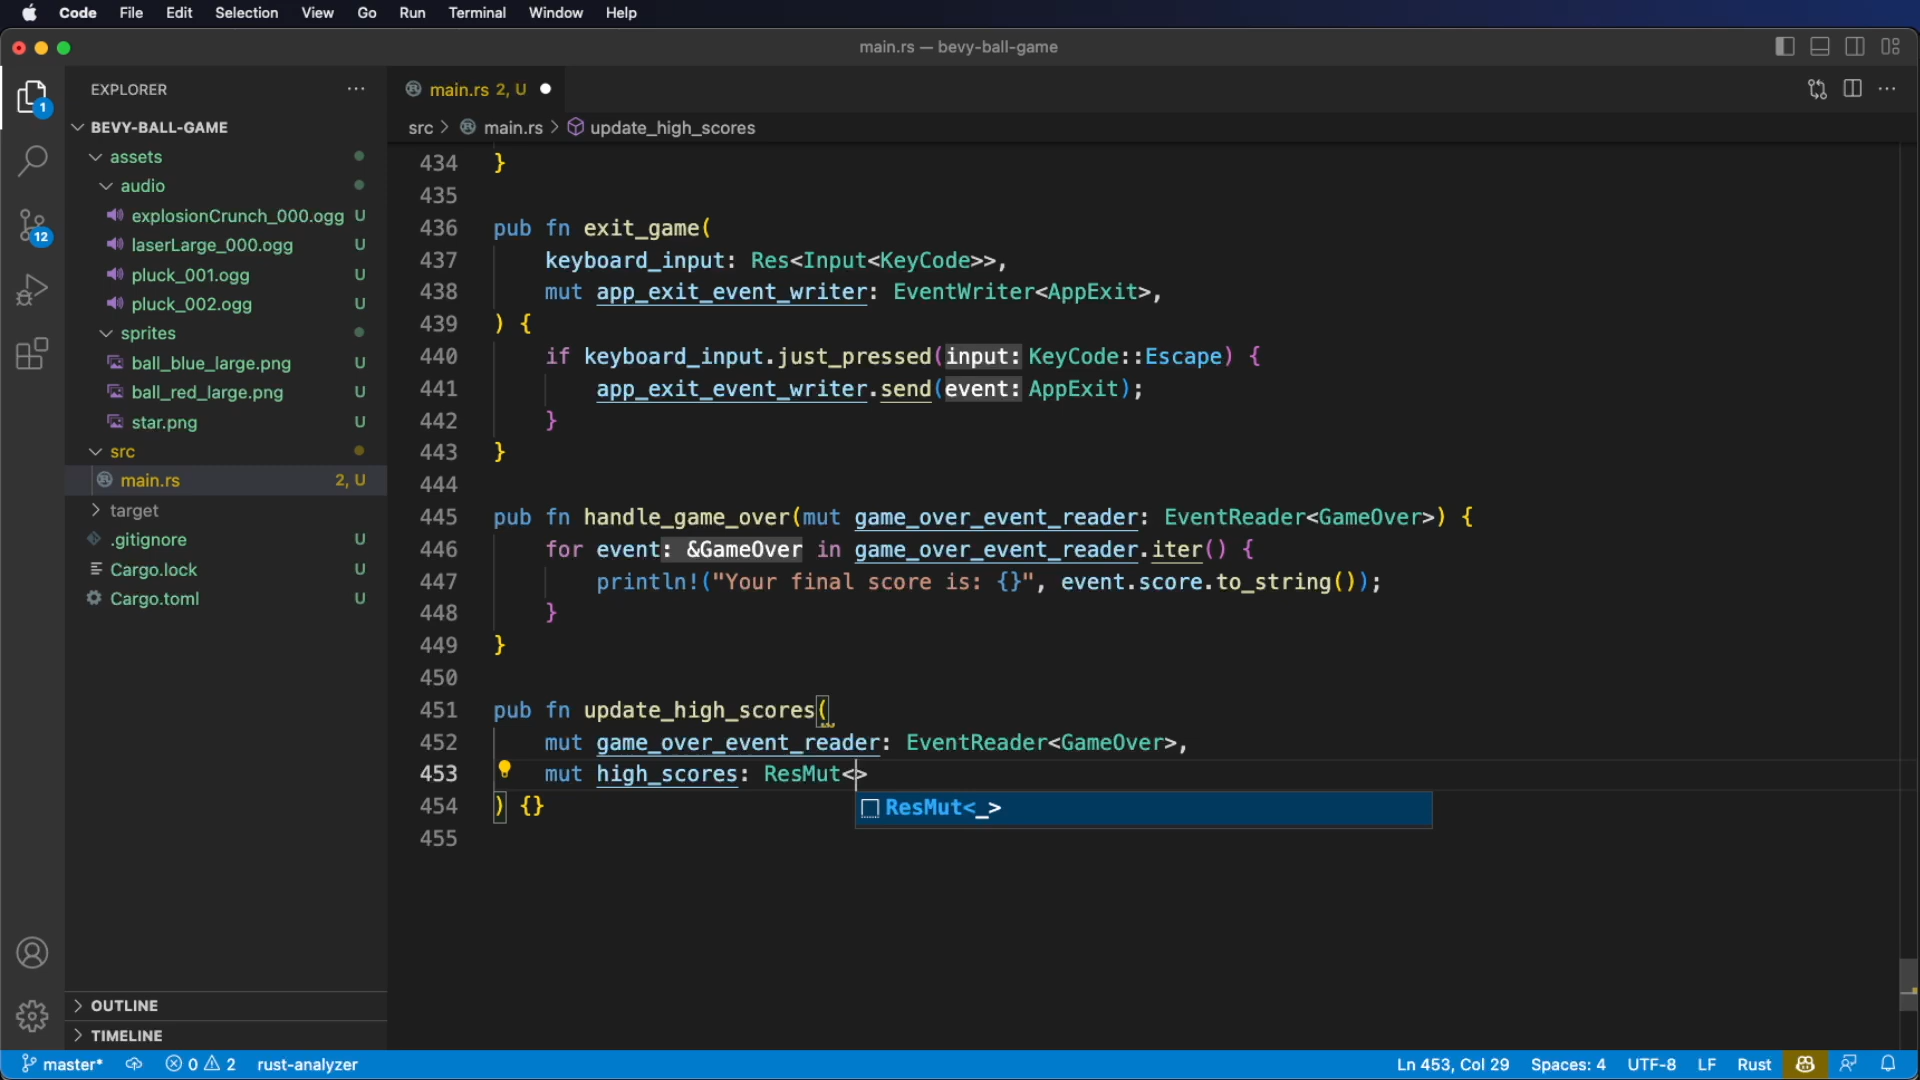 Code File Edit Selection View Go Run Terminal Window Help
main.rs — bevy-ball-game
EXPLORER
main.rs 2, U
1
BEVY-BALL-GAME
src > main.rs > update_high_scores
assets
audio
explosionCrunch_000.ogg U
laserLarge_000.ogg U
pluck_001.ogg U
pluck_002.ogg U
sprites
ball_blue_large.png U
ball_red_large.png U
star.png U
src
main.rs 2, U
target
.gitignore U
Cargo.lock U
Cargo.toml U
12
OUTLINE
TIMELINE
434 }
435
436 pub fn exit_game(
437 keyboard_input: Res<Input<KeyCode>>,
438 mut app_exit_event_writer: EventWriter<AppExit>,
439 ) {
440 if keyboard_input.just_pressed(input: KeyCode::Escape) {
441 app_exit_event_writer.send(event: AppExit);
442 }
443 }
444
445 pub fn handle_game_over(mut game_over_event_reader: EventReader<GameOver>) {
446 for event: &GameOver in game_over_event_reader.iter() {
447 println!("Your final score is: {}", event.score.to_string());
448 }
449 }
450
451 pub fn update_high_scores(
452 mut game_over_event_reader: EventReader<GameOver>,
453 mut high_scores: ResMut<>
454 ) {}
ResMut<_>
455
master* 0 2 rust-analyzer Ln 453, Col 29 Spaces: 4 UTF-8 LF Rust